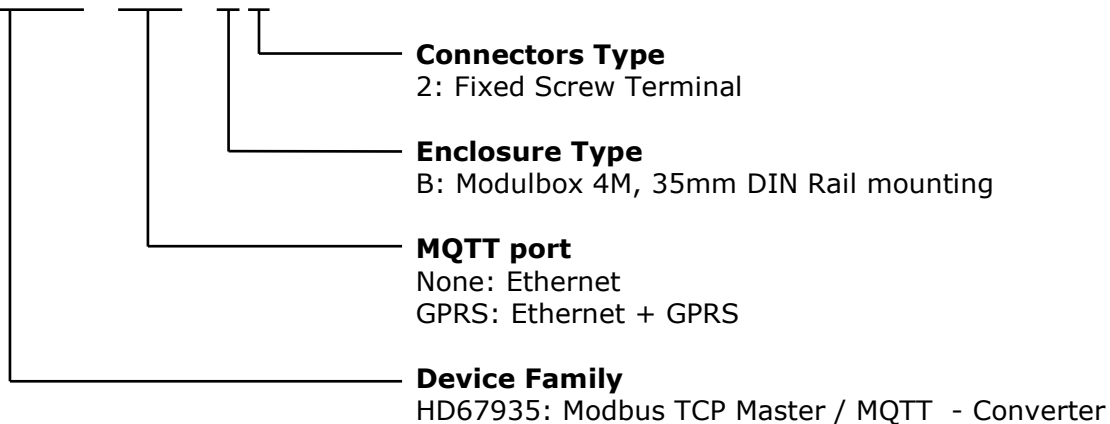 Connectors Type
2: Fixed Screw Terminal
Enclosure Type
B: Modulbox 4M, 35mm DIN Rail mounting
MQTT port
None: Ethernet
GPRS: Ethernet + GPRS
Device Family
HD67935: Modbus TCP Master / MQTT - Converter